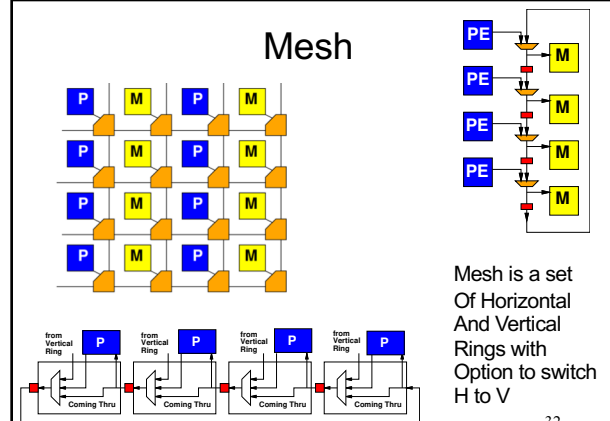 Mesh
P M P M
P M P M
P M P M
P M P M
PE
M
PE
M
PE
M
PE
M
Mesh is a set
Of Horizontal
And Vertical
Rings with
Option to switch
H to V
from
Vertical
Ring
P
Coming Thru
from
Vertical
Ring
P
Coming Thru
from
Vertical
Ring
P
Coming Thru
from
Vertical
Ring
P
Coming Thru